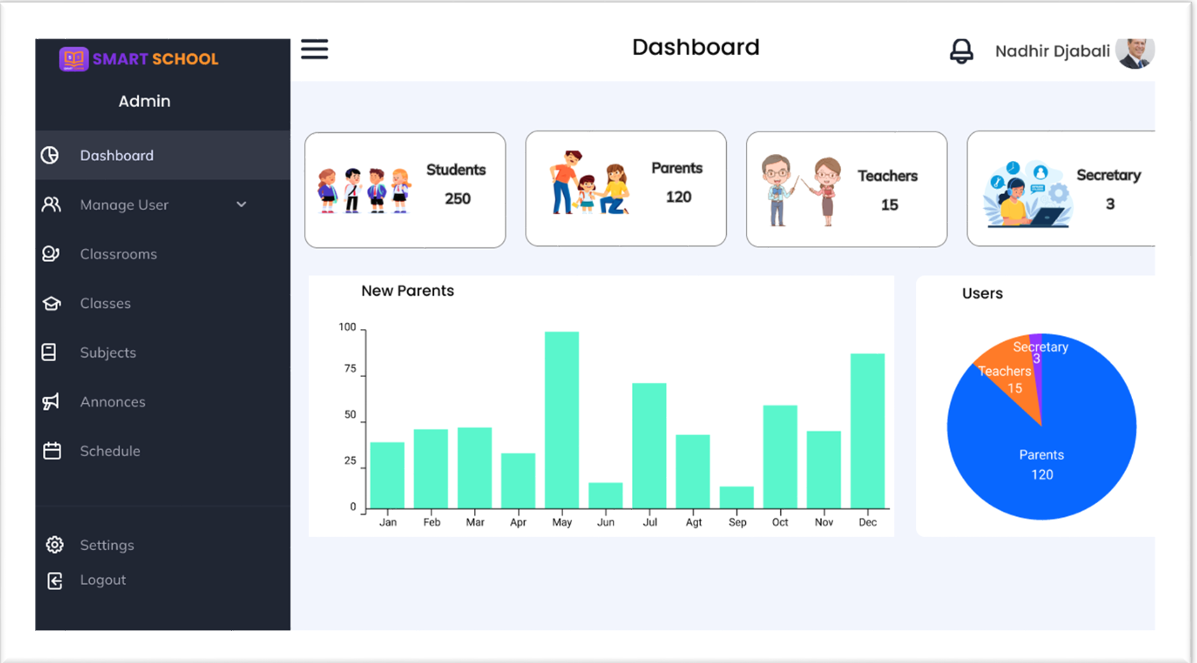 SMART SCHOOL
Admin
Dashboard
Manage User
Classrooms
Classes
Subjects
Annonces
Schedule
Settings
Logout
Dashboard
Nadhir Djabali
Students
250
Parents
120
Teachers
15
Secretary
3
New Parents
100
75
50
25
0
Jan Feb Mar Apr May Jun Jul Agt Sep Oct Nov Dec
Users
Secretary
3
Teachers
15
Parents
120